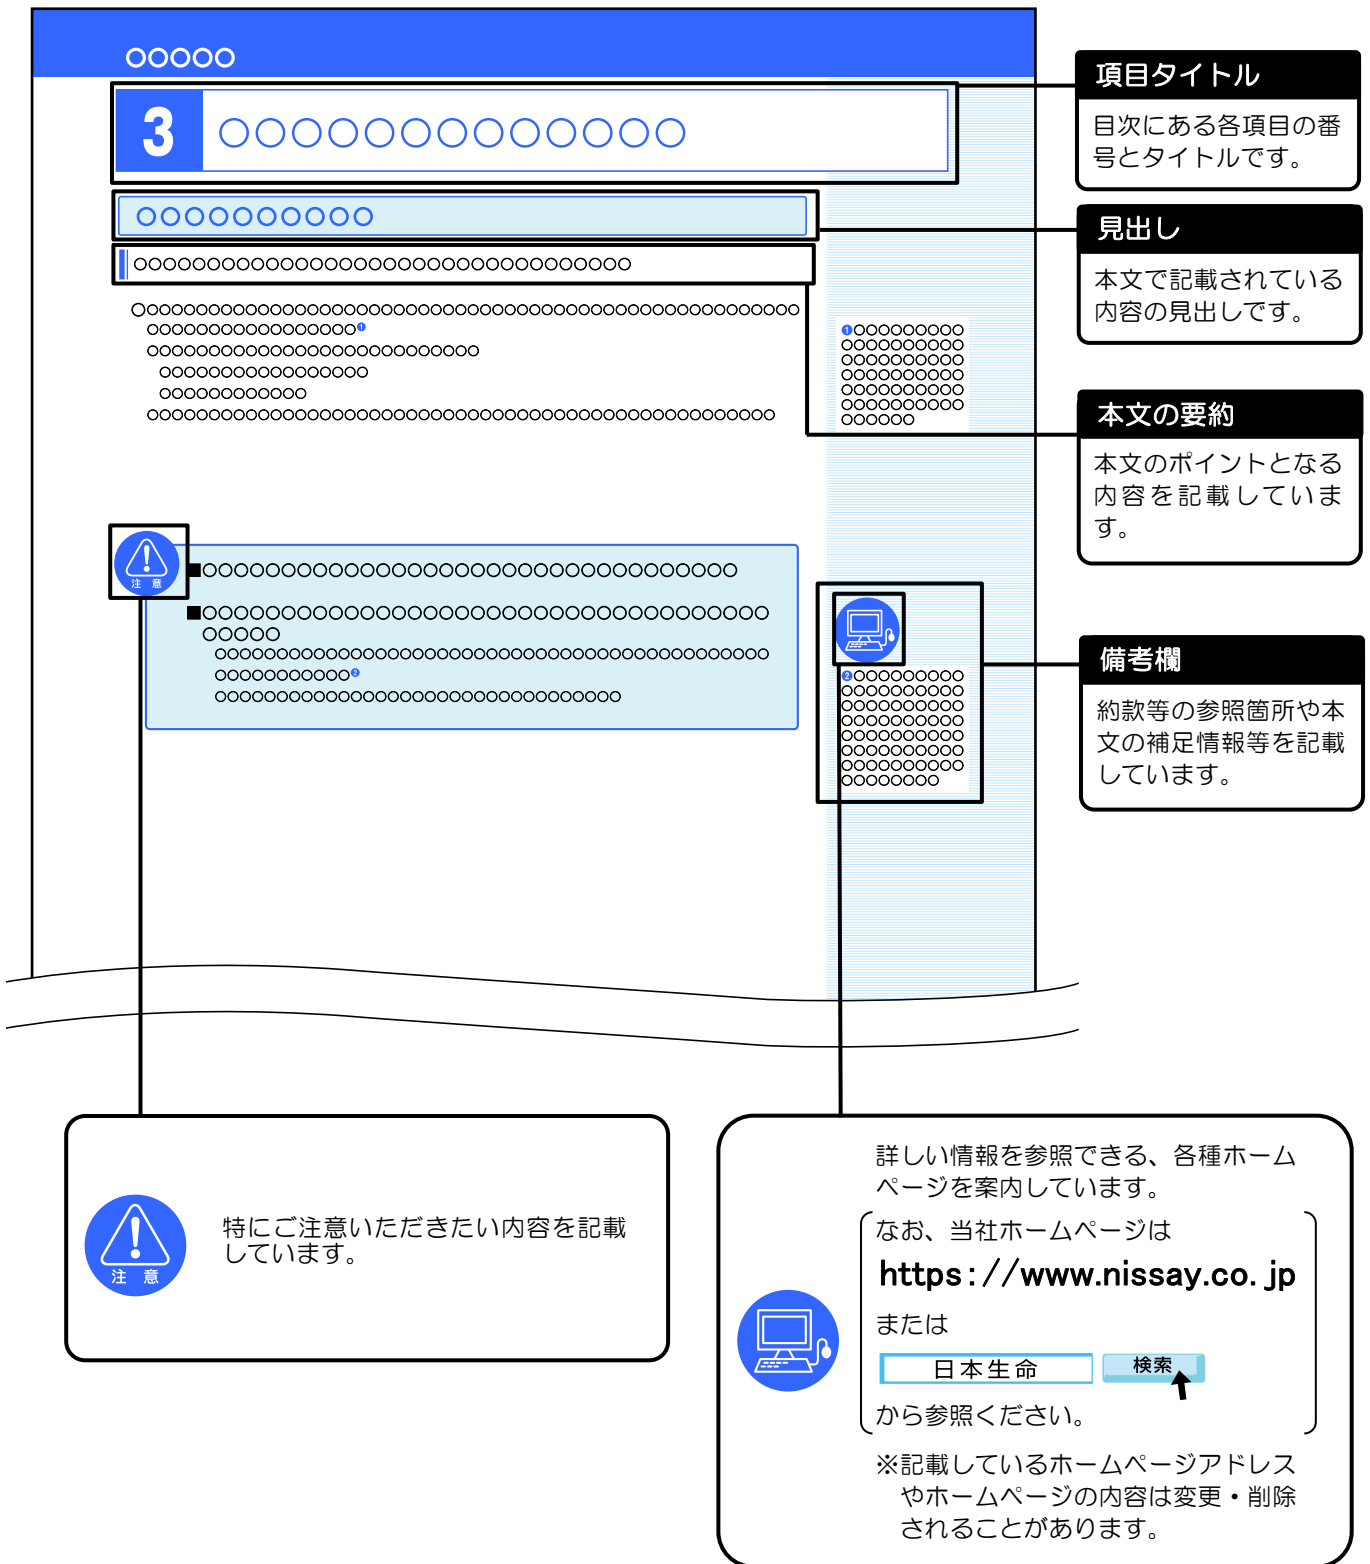 ○○○○○
3 ○○○○○○○○○○○○○
○○○○○○○○○○
○○○○○○○○○○○○○○○○○○○○○○○○○○○○○○○○○○
項目タイトル
目次にある各項目の番
号とタイトルです。
見出し
本文で記載されている
内容の見出しです。
本文の要約
本文のポイントとなる
内容を記載していま
す。
注意
備考欄
約款等の参照箇所や本
文の補足情報等を記載
しています。
注意
特にご注意いただきたい内容を記載
しています。
詳しい情報を参照できる、各種ホーム
ページを案内しています。
なお、当社ホームページは
https://www.nissay.co.jp
または
日本生命 検索
から参照ください。
※記載しているホームページアドレス
やホームページの内容は変更・削除
されることがあります。